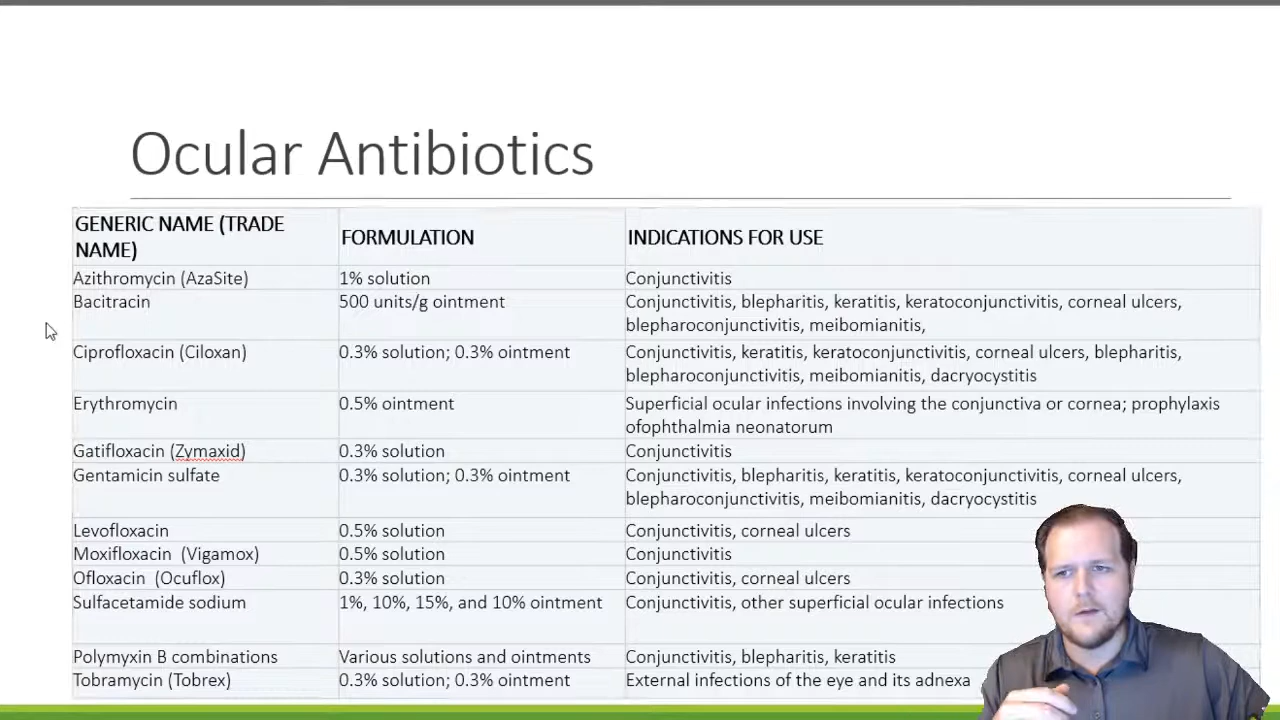 Ocular Antibiotics
GENERIC NAME (TRADE
NAME)
FORMULATION
INDICATIONS FOR USE
Azithromycin (AzaSite)
1% solution
Conjunctivitis
Bacitracin
500 units/g ointment
Conjunctivitis, blepharitis, keratitis, keratoconjunctivitis, corneal ulcers,
blepharoconjunctivitis, meibomianitis,
Ciprofloxacin (Ciloxan)
0.3% solution; 0.3% ointment
Conjunctivitis, keratitis, keratoconjunctivitis, corneal ulcers, blepharitis,
blepharoconjunctivitis, meibomianitis, dacryocystitis
Erythromycin
0.5% ointment
Superficial ocular infections involving the conjunctiva or cornea; prophylaxis
ofophthalmia neonatorum
Gatifloxacin (Zymaxid)
0.3% solution
Conjunctivitis
Gentamicin sulfate
0.3% solution; 0.3% ointment
Conjunctivitis, blepharitis, keratitis, keratoconjunctivitis, corneal ulcers,
blepharoconjunctivitis, meibomianitis, dacryocystitis
Levofloxacin
0.5% solution
Conjunctivitis, corneal ulcers
Moxifloxacin (Vigamox)
0.5% solution
Conjunctivitis
Ofloxacin (Ocuflox)
0.3% solution
Conjunctivitis, corneal ulcers
Sulfacetamide sodium
1%, 10%, 15%, and 10% ointment
Conjunctivitis, other superficial ocular infections
Polymyxin B combinations
Various solutions and ointments
Conjunctivitis, blepharitis, keratitis
Tobramycin (Tobrex)
0.3% solution; 0.3% ointment
External infections of the eye and its adnexa